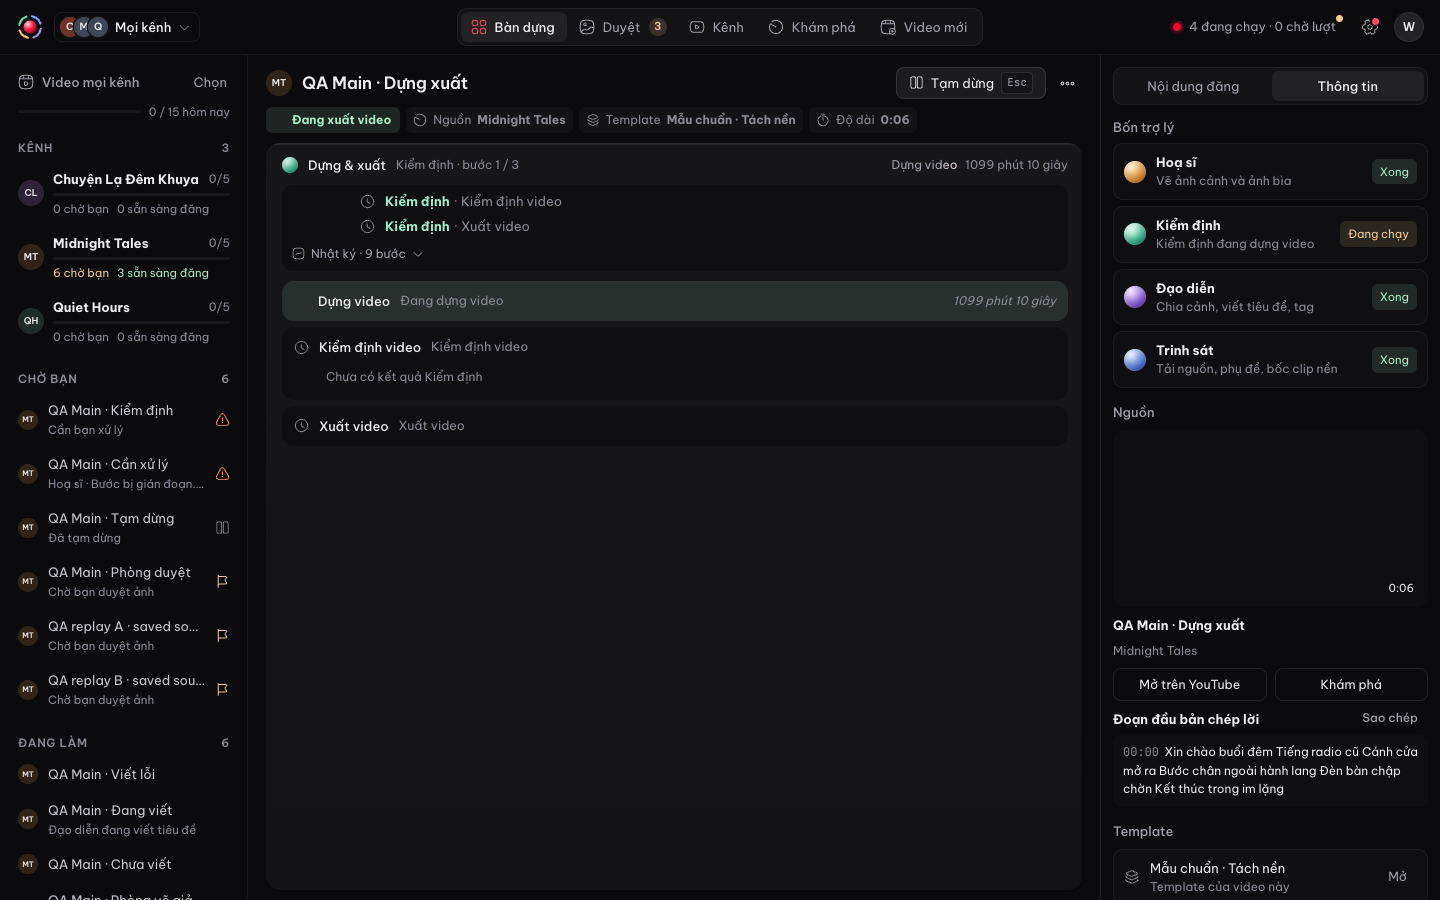 C M Q Mọi kênh
Bàn dựng
Duyệt 3
Kênh
Khám phá
Video mới
4 đang chạy · 0 chờ lượt
W
Video mọi kênh Chọn
0 / 15 hôm nay
KÊNH 3
CL Chuyện Lạ Đêm Khuya 0/5
0 chờ bạn 0 sẵn sàng đăng
MT Midnight Tales 0/5
6 chờ bạn 3 sẵn sàng đăng
QH Quiet Hours 0/5
0 chờ bạn 0 sẵn sàng đăng
CHỜ BẠN 6
MT QA Main · Kiểm định
Cần bạn xử lý
MT QA Main · Cần xử lý
Hoạ sĩ · Bước bị gián đoạn....
MT QA Main · Tạm dừng
Đã tạm dừng
MT QA Main · Phòng duyệt
Chờ bạn duyệt ảnh
MT QA replay A · saved so...
Chờ bạn duyệt ảnh
MT QA replay B · saved sou...
Chờ bạn duyệt ảnh
ĐANG LÀM 6
MT QA Main · Viết lỗi
MT QA Main · Đang viết
Đạo diễn đang viết tiêu đề
MT QA Main · Chưa viết
QA Main · Phòng vẽ giả
MT QA Main · Dựng xuất
Tạm dừng Esc
Đang xuất video
Nguồn Midnight Tales
Template Mẫu chuẩn · Tách nền
Độ dài 0:06
Dựng & xuất Kiểm định · bước 1 / 3
Dựng video 1099 phút 10 giây
Kiểm định · Kiểm định video
Kiểm định · Xuất video
Nhật ký · 9 bước
Dựng video Đang dựng video 1099 phút 10 giây
Kiểm định video Kiểm định video
Chưa có kết quả Kiểm định
Xuất video Xuất video
Nội dung đăng
Thông tin
Bốn trợ lý
Hoạ sĩ
Vẽ ảnh cảnh và ảnh bìa
Xong
Kiểm định
Kiểm định đang dựng video
Đang chạy
Đạo diễn
Chia cảnh, viết tiêu đề, tag
Xong
Trinh sát
Tải nguồn, phụ đề, bốc clip nền
Xong
Nguồn
0:06
QA Main · Dựng xuất
Midnight Tales
Mở trên YouTube
Khám phá
Đoạn đầu bản chép lời Sao chép
00:00 Xin chào buổi đêm Tiếng radio cũ Cánh cửa
mở ra Bước chân ngoài hành lang Đèn bàn chập
chờn Kết thúc trong im lặng
Template
Mẫu chuẩn · Tách nền
Template của video này
Mở